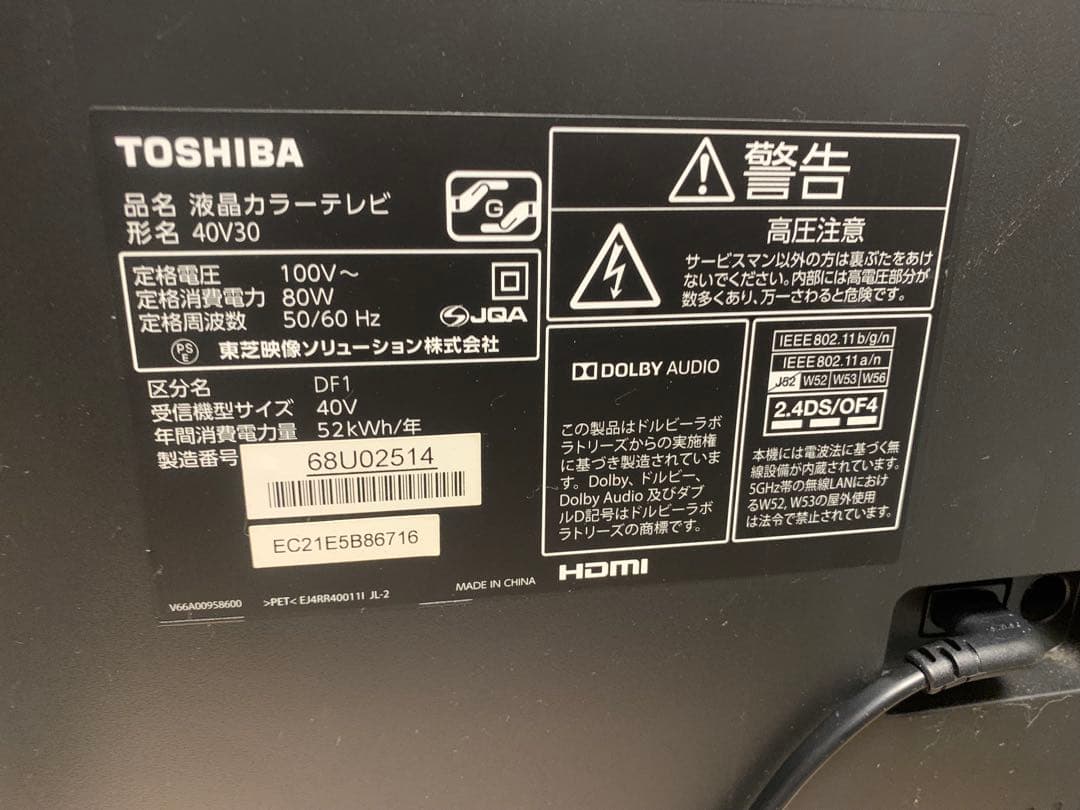 TOSHIBA
品名 液晶カラーテレビ
形名 40V30
G
定格電圧 100V～
定格消費電力 80W
定格周波数 50/60 Hz
JQA
PS
E
東芝映像ソリューション株式会社
区分名 DF1
受信機型サイズ 40V
年間消費電力量 52kWh/年
製造番号
68U02514
EC21E5B86716
V66A00958600 >PET< EJ4RR40011I JL-2
MADE IN CHINA
警告
高圧注意
サービスマン以外の方は裏ぶたをあけ
ないでください。内部には高電圧部分が
数多くあり、万一さわると危険です。
DOLBY AUDIO
この製品はドルビーラボ
ラトリーズからの実施権
に基づき製造されていま
す。Dolby、ドルビー、
Dolby Audio 及びダブ
ルD記号はドルビーラボ
ラトリーズの商標です。
IEEE802.11b/g/n
IEEE802.11a/n
J52 W52 W53 W56
2.4DS/OF4
本機には電波法に基づく無
線設備が内蔵されています。
5GHz帯の無線LANにおけ
るW52、W53の屋外使用
は法令で禁止されています。
HDMI